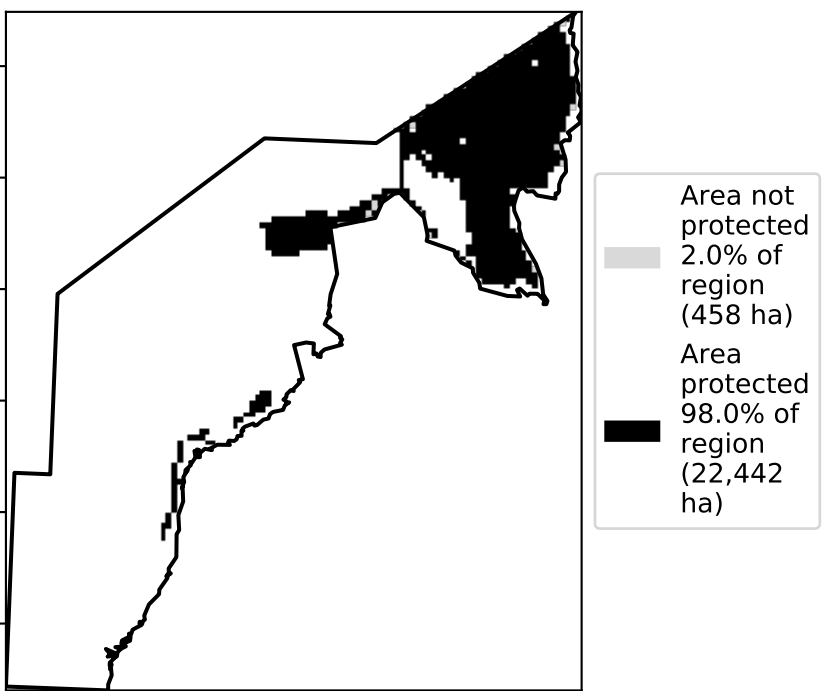 Area not
protected
2.0% of
region
(458 ha)
Area
protected
98.0% of
region
(22,442
ha)